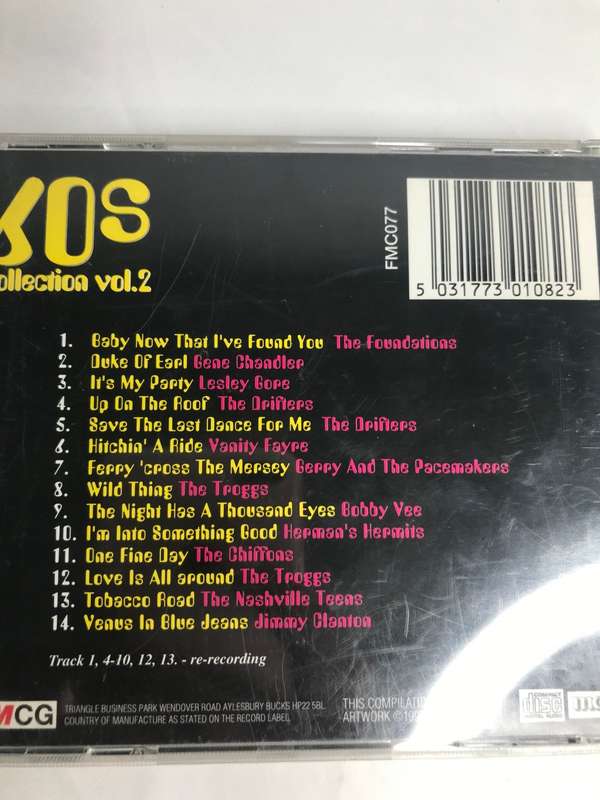 60s
ollection vol.2
FMC077
5 031773 010823
1. Baby Now That I've Found You The Foundations
2. Duke Of Earl Gene Chandler
3. It's My Party Lesley Gore
4. Up On The Roof The Drifters
5. Save The Last Dance For Me The Drifters
6. Hitchin' A Ride Vanity Fayre
7. Ferry 'cross The Mersey Gerry And The Pacemakers
8. Wild Thing The Troggs
9. The Night Has A Thousand Eyes Bobby Vee
10. I'm Into Something Good Herman's Hermits
11. One Fine Day The Chiffons
12. Love Is All around The Troggs
13. Tobacco Road The Nashville Teens
14. Venus In Blue Jeans Jimmy Clanton
Track 1, 4-10, 12, 13. - re-recording
MCG
TRIANGLE BUSINESS PARK WENDOVER ROAD AYLESBURY BUCKS HP22 5BL
COUNTRY OF MANUFACTURE AS STATED ON THE RECORD LABEL
THIS COMPILATION
ARTWORK ©19
disc
DIGITAL AUDIO